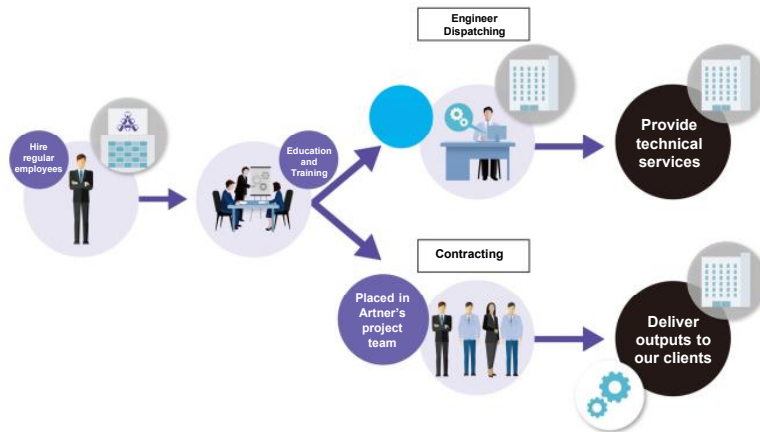 Engineer
Dispatching
Hire
regular
employees
Education
and
Training
Provide
technical
services
Contracting
Placed in
Artner's
project
team
Deliver
outputs to
our clients